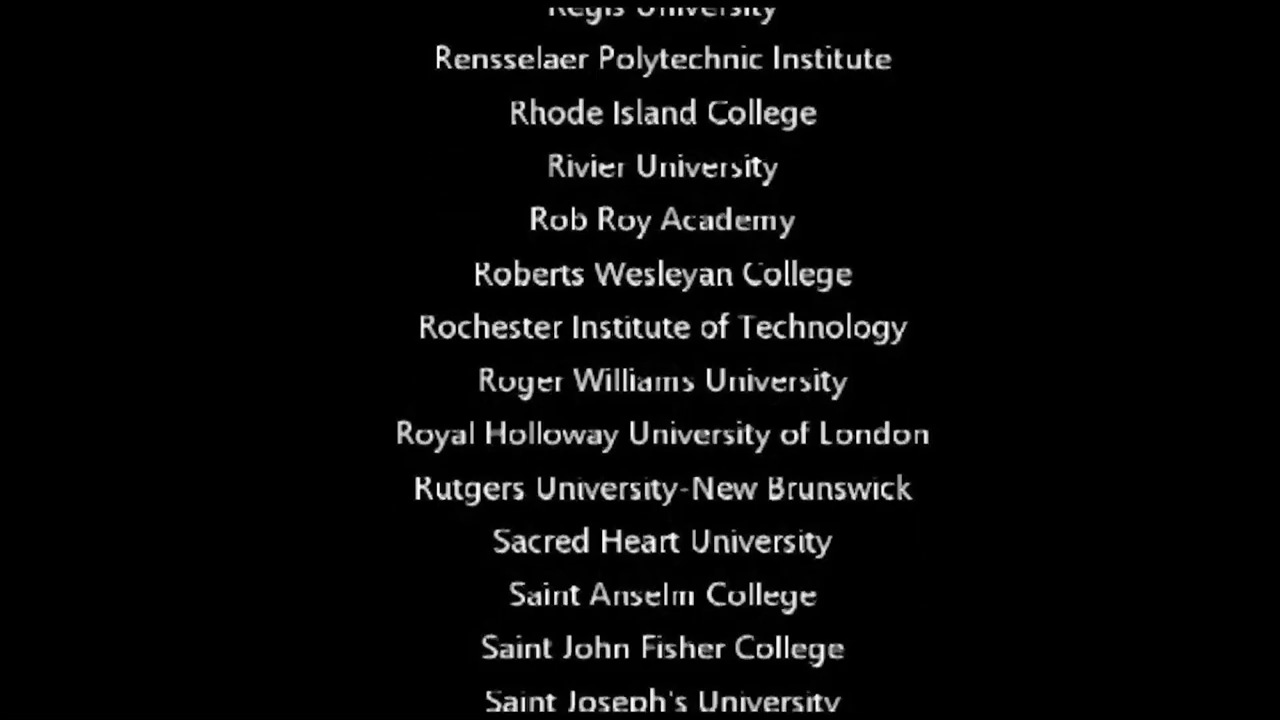 Regis University
Rensselaer Polytechnic Institute
Rhode Island College
Rivier University
Rob Roy Academy
Roberts Wesleyan College
Rochester Institute of Technology
Roger Williams University
Royal Holloway University of London
Rutgers University-New Brunswick
Sacred Heart University
Saint Anselm College
Saint John Fisher College
Saint Joseph's University